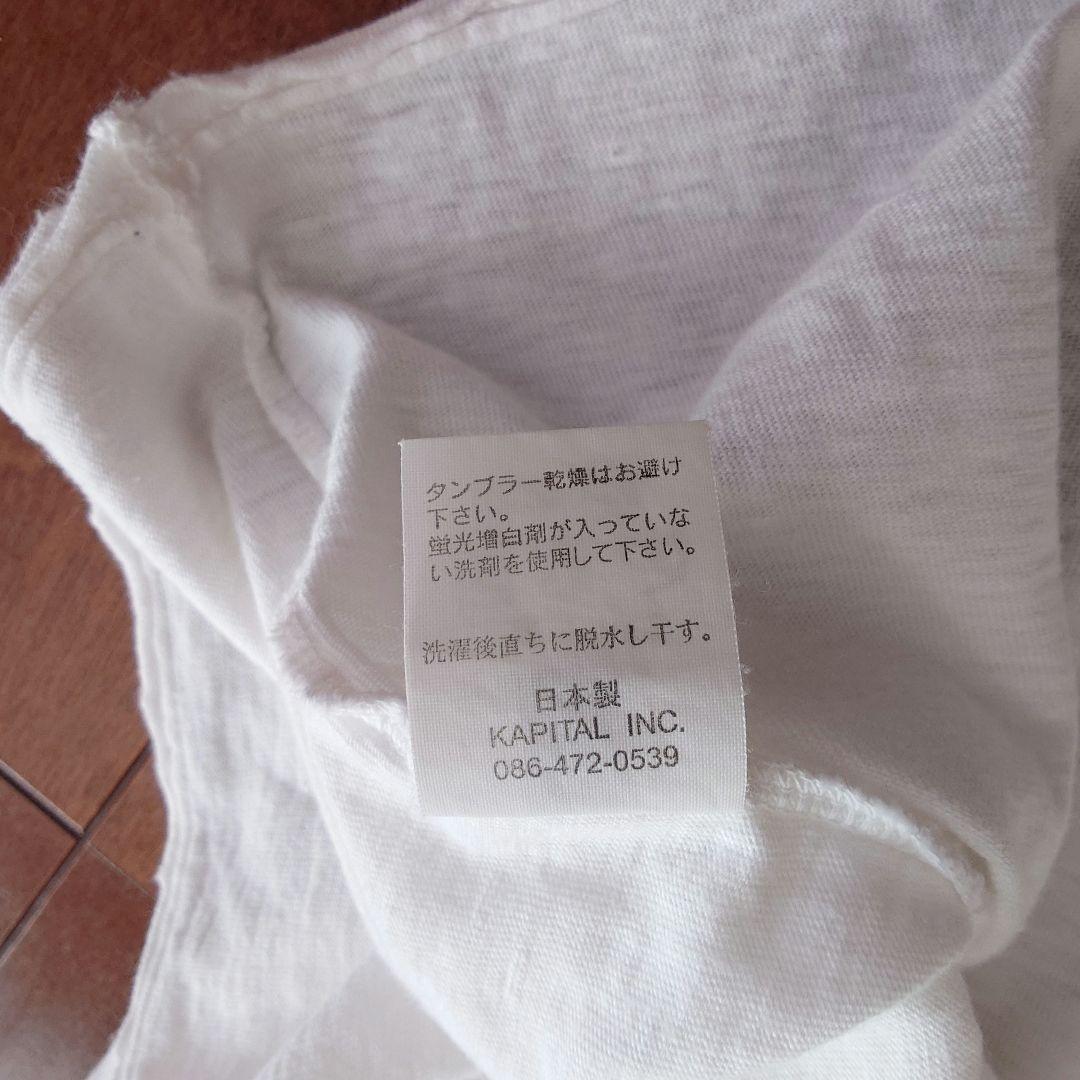 タンブラー乾燥はお避け
下さい。
蛍光増白剤が入っていな
い洗剤を使用して下さい。
洗濯後直ちに脱水し干す。
日本製
KAPITAL INC.
086-472-0539